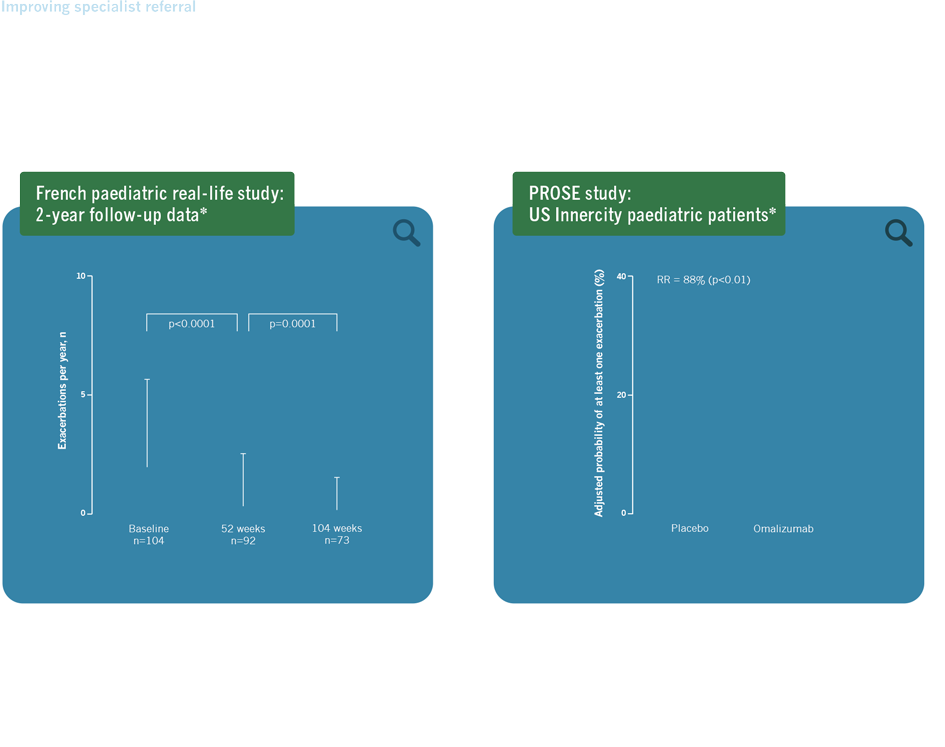 Improving specialist referral
French paediatric real-life study:
2-year follow-up data*
10
5
0
Exacerbations per year, n
p<0.0001
p=0.0001
Baseline
n=104
52 weeks
n=92
104 weeks
n=73
PROSE study:
US Innercity paediatric patients*
40
20
0
Adjusted probability of at least one exacerbation (%)
RR = 88% (p<0.01)
Placebo
Omalizumab